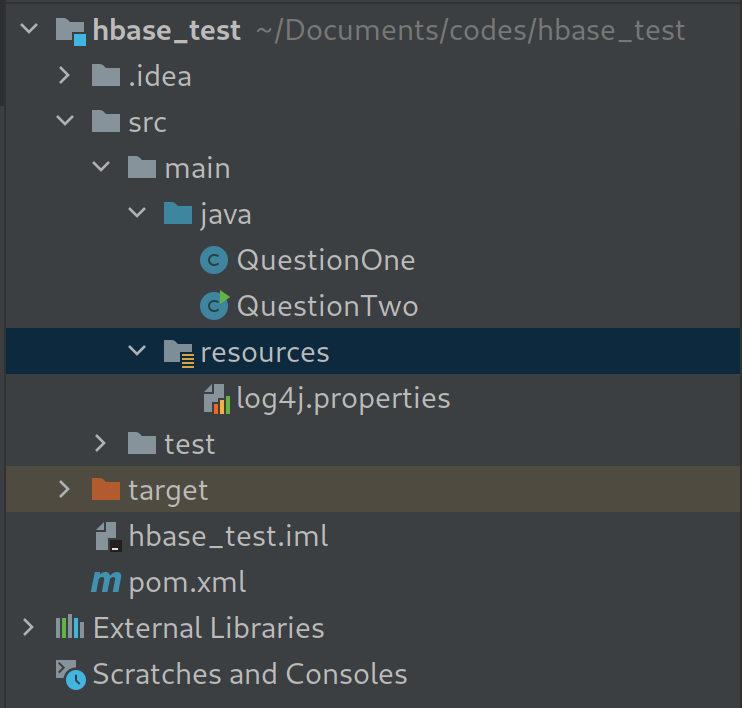 hbase_test ~/Documents/codes/hbase_test
.idea
src
main
java
QuestionOne
QuestionTwo
resources
log4j.properties
test
target
hbase_test.iml
pom.xml
External Libraries
Scratches and Consoles